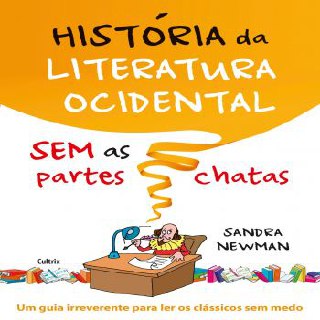 HISTÓRIA da
LITERATURA
OCIDENTAL
SEM as
partes chatas
SANDRA
NEWMAN
Cultrix
Um guia irreverente para ler os clássicos sem medo